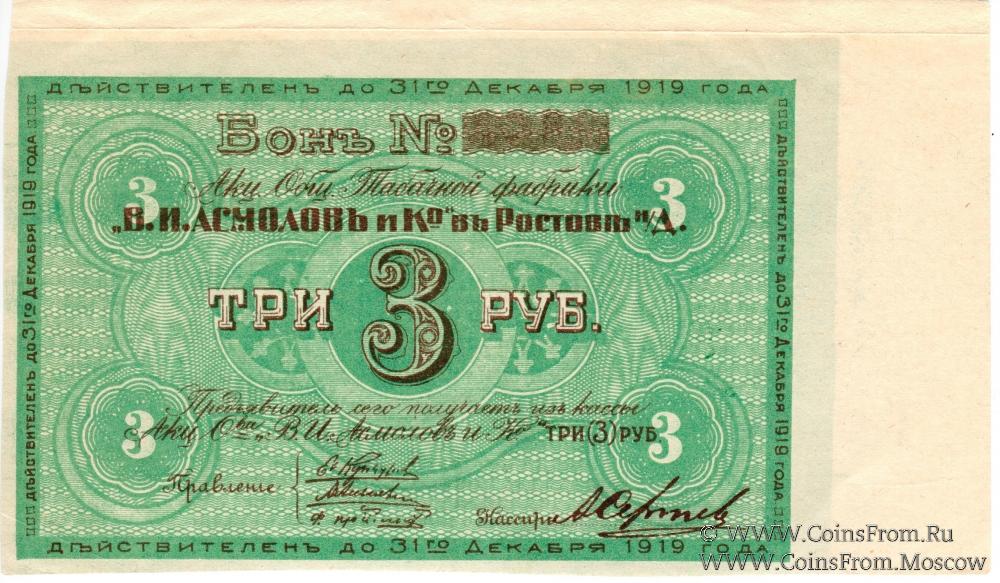 ДѢЙСТВИТЕЛЕНЪ ДО 31ГО ДЕКАБРЯ 1919 ГОДА
ДѢЙСТВИТЕЛЕНЪ ДО 31ГО ДЕКАБРЯ 1919 ГОДА
Бонъ №
Акц. Общ. Табачной фабрики
„В. И. АСМОЛОВЪ и Ко" въ Ростовѣ н/Д.
3 3
ТРИ 3 РУБ.
Предъявитель сего получаетъ изъ кассы
Акц. О-ва „В. И. Асмоловъ и Ко" ТРИ (3) РУБ.
3 3
Правленіе
Кассиръ
ДѢЙСТВИТЕЛЕНЪ ДО 31ГО ДЕКАБРЯ 1919 ГОДА
ДѢЙСТВИТЕЛЕНЪ ДО 31ГО ДЕКАБРЯ 1919 ГОДА
© WWW.CoinsFrom.Ru
WWW.CoinsFrom.Moscow